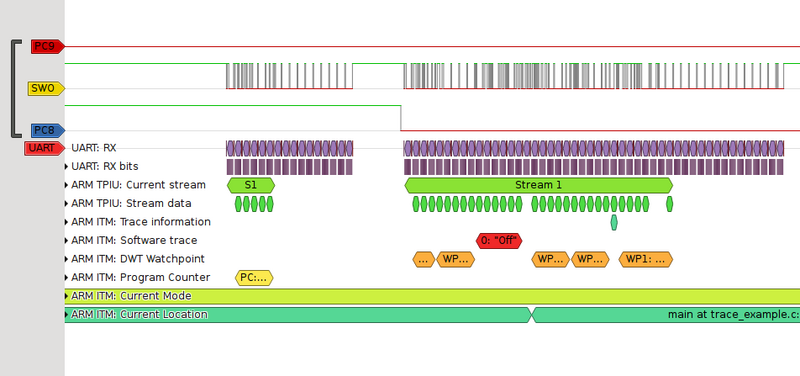 PC9
SWO
PC8
UART UART: RX
UART: RX bits
ARM TPIU: Current stream S1 Stream 1
ARM TPIU: Stream data
ARM ITM: Trace information
ARM ITM: Software trace 0: "Off"
ARM ITM: DWT Watchpoint ... WP... WP... WP... WP1: ...
ARM ITM: Program Counter PC:...
ARM ITM: Current Mode
ARM ITM: Current Location main at trace_example.c: